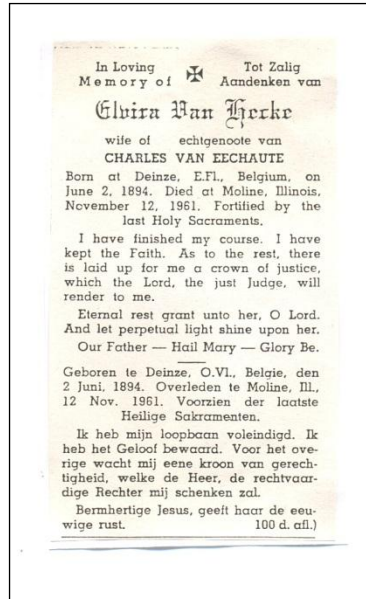 In Loving ✠ Tot Zalig
Memory of Aandenken van
Elvira Van Hecke
wife of echtgenoote van
CHARLES VAN EECHAUTE
Born at Deinze, E.Fl., Belgium, on
June 2, 1894. Died at Moline, Illinois,
November 12, 1961. Fortified by the
last Holy Sacraments.
I have finished my course. I have
kept the Faith. As to the rest, there
is laid up for me a crown of justice,
which the Lord, the just Judge, will
render to me.
Eternal rest grant unto her, O Lord.
And let perpetual light shine upon her.
Our Father — Hail Mary — Glory Be.
Geboren te Deinze, O.Vl., Belgie, den
2 Juni, 1894. Overleden te Moline, Ill.,
12 Nov. 1961. Voorzien der laatste
Heilige Sakramenten.
Ik heb mijn loopbaan voleindigd. Ik
heb het Geloof bewaard. Voor het ove-
rige wacht mij eene kroon van gerech-
tigheid, welke de Heer, de rechtvaar-
dige Rechter mij schenken zal.
Bermhertige Jesus, geeft haar de eeu-
wige rust. 100 d. afl.)